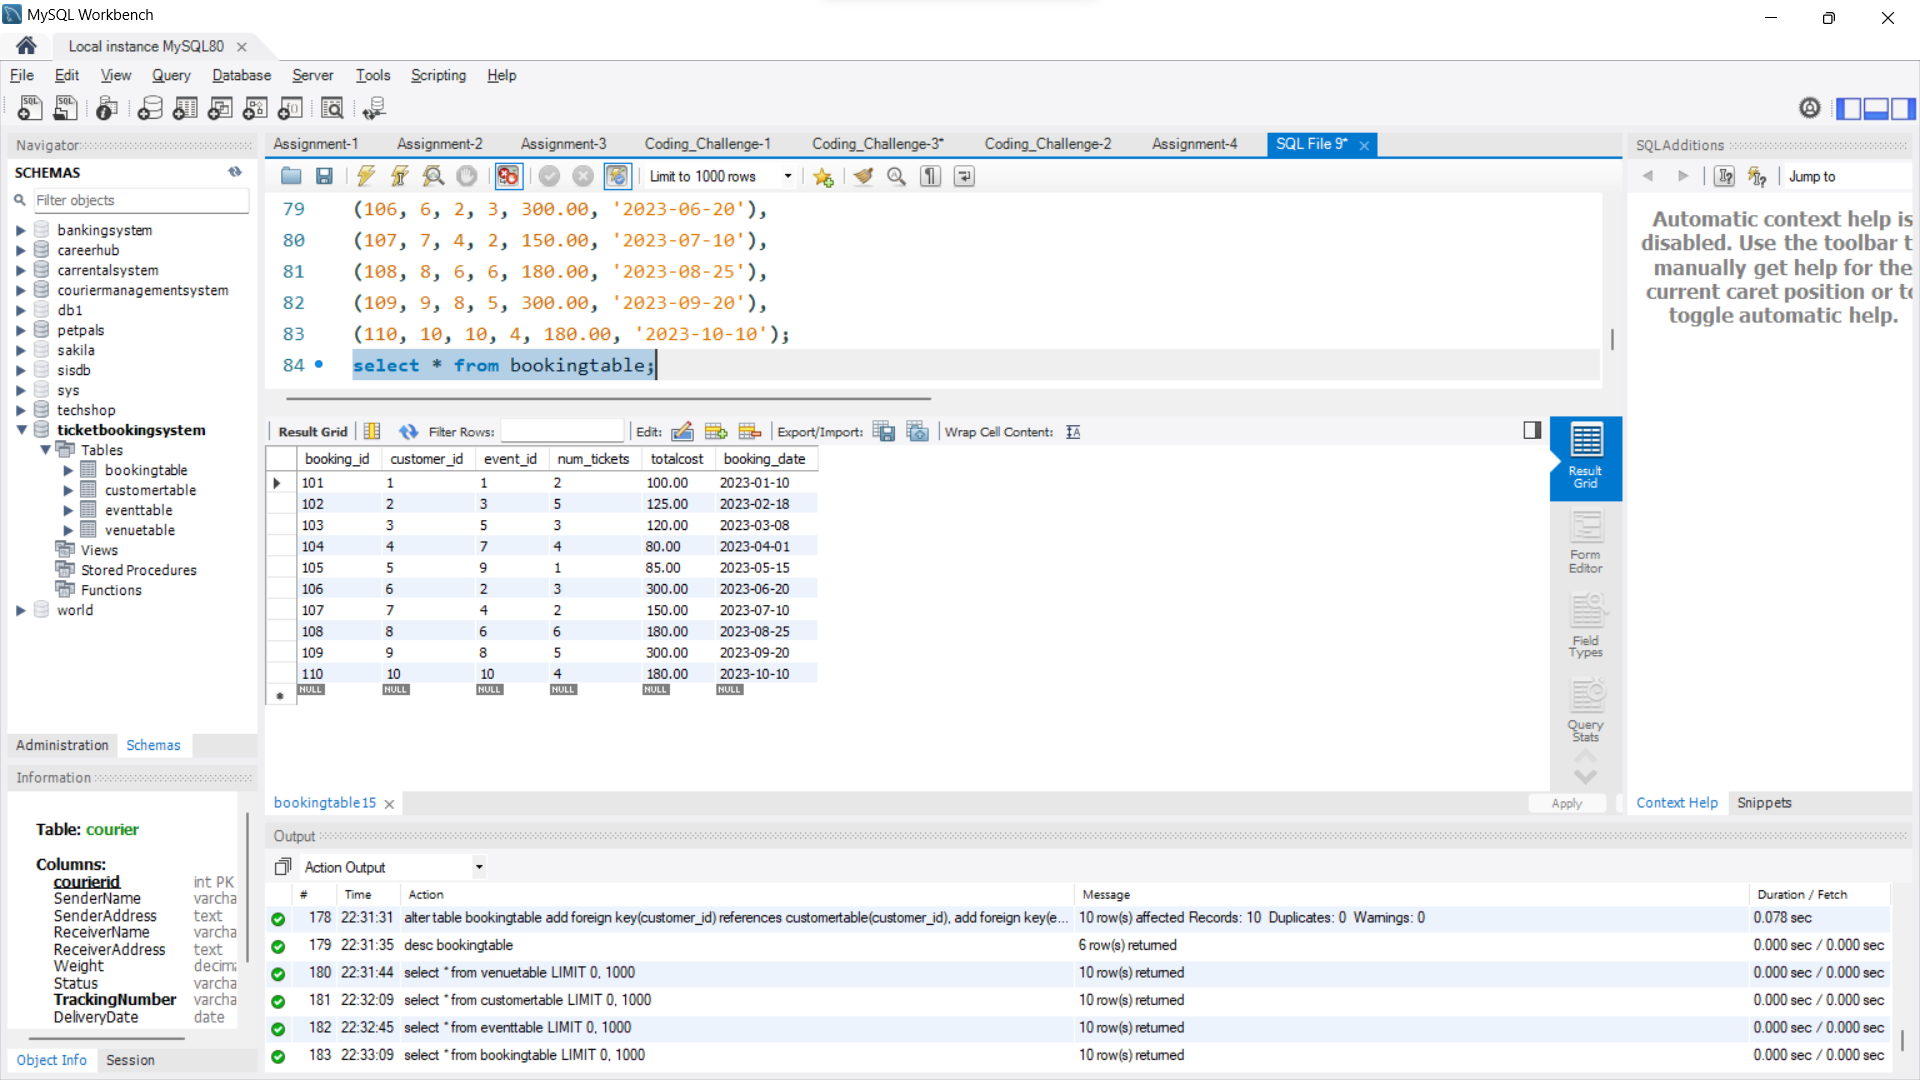 MySQL Workbench
Local instance MySQL80
File Edit View Query Database Server Tools Scripting Help
Navigator
SCHEMAS
Filter objects
bankingsystem
careerhub
carrentalsystem
couriermanagementsystem
db1
petpals
sakila
sisdb
sys
techshop
ticketbookingsystem
Tables
bookingtable
customertable
eventtable
venuetable
Views
Stored Procedures
Functions
world
Administration Schemas
Information
Table: courier
Columns:
courierid int PK
SenderName varcha
SenderAddress text
ReceiverName varcha
ReceiverAddress text
Weight decim
Status varcha
TrackingNumber varcha
DeliveryDate date
Object Info Session
Assignment-1 Assignment-2 Assignment-3 Coding_Challenge-1 Coding_Challenge-3* Coding_Challenge-2 Assignment-4 SQL File 9*
Limit to 1000 rows
79 (106, 6, 2, 3, 300.00, '2023-06-20'),
80 (107, 7, 4, 2, 150.00, '2023-07-10'),
81 (108, 8, 6, 6, 180.00, '2023-08-25'),
82 (109, 9, 8, 5, 300.00, '2023-09-20'),
83 (110, 10, 10, 4, 180.00, '2023-10-10');
84 select * from bookingtable;
Result Grid Filter Rows: Edit: Export/Import: Wrap Cell Content:
booking_id customer_id event_id num_tickets totalcost booking_date
101 1 1 2 100.00 2023-01-10
102 2 3 5 125.00 2023-02-18
103 3 5 3 120.00 2023-03-08
104 4 7 4 80.00 2023-04-01
105 5 9 1 85.00 2023-05-15
106 6 2 3 300.00 2023-06-20
107 7 4 2 150.00 2023-07-10
108 8 6 6 180.00 2023-08-25
109 9 8 5 300.00 2023-09-20
110 10 10 4 180.00 2023-10-10
NULL NULL NULL NULL NULL NULL
Result
Grid
Form
Editor
Field
Types
Query
Stats
bookingtable 15
Apply
SQLAdditions
Jump to
Automatic context help is
disabled. Use the toolbar t
manually get help for the
current caret position or to
toggle automatic help.
Context Help Snippets
Output
Action Output
# Time Action Message Duration / Fetch
178 22:31:31 alter table bookingtable add foreign key(customer_id) references customertable(customer_id), add foreign key(e... 10 row(s) affected Records: 10 Duplicates: 0 Warnings: 0 0.078 sec
179 22:31:35 desc bookingtable 6 row(s) returned 0.000 sec / 0.000 sec
180 22:31:44 select * from venuetable LIMIT 0, 1000 10 row(s) returned 0.000 sec / 0.000 sec
181 22:32:09 select * from customertable LIMIT 0, 1000 10 row(s) returned 0.000 sec / 0.000 sec
182 22:32:45 select * from eventtable LIMIT 0, 1000 10 row(s) returned 0.000 sec / 0.000 sec
183 22:33:09 select * from bookingtable LIMIT 0, 1000 10 row(s) returned 0.000 sec / 0.000 sec